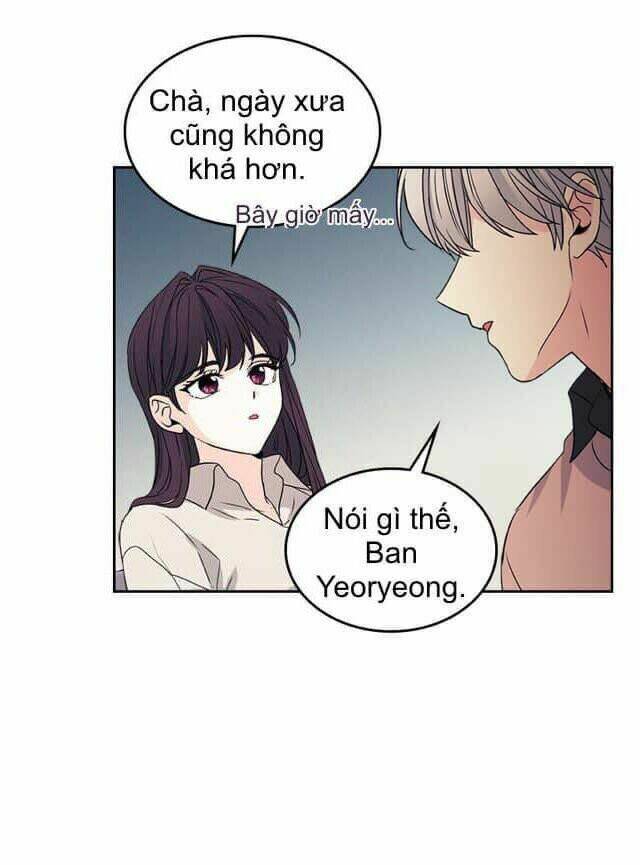 Chà, ngày xưa
cũng không
khá hơn.
Bây giờ mấy...
Nói gì thế,
Ban
Yeoryeong.